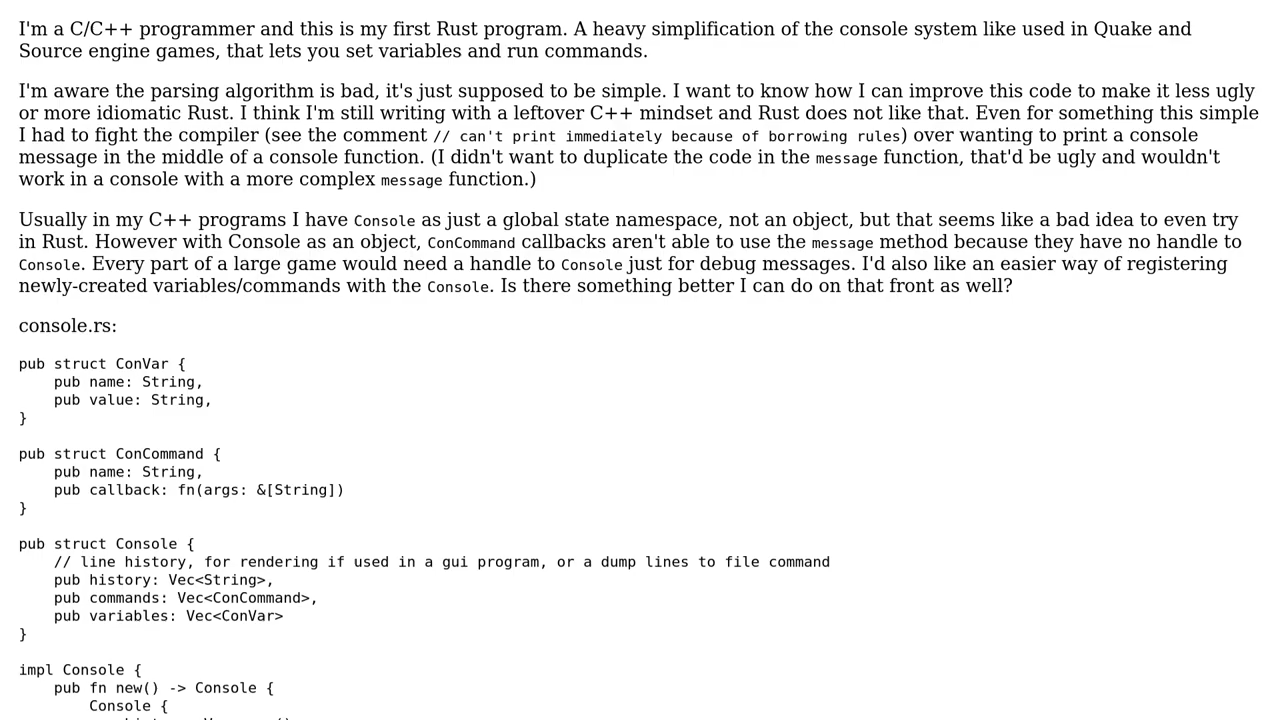 I'm a C/C++ programmer and this is my first Rust program. A heavy simplification of the console system like used in Quake and
Source engine games, that lets you set variables and run commands.
I'm aware the parsing algorithm is bad, it's just supposed to be simple. I want to know how I can improve this code to make it less ugly
or more idiomatic Rust. I think I'm still writing with a leftover C++ mindset and Rust does not like that. Even for something this simple
I had to fight the compiler (see the comment // can't print immediately because of borrowing rules) over wanting to print a console
message in the middle of a console function. (I didn't want to duplicate the code in the message function, that'd be ugly and wouldn't
work in a console with a more complex message function.)
Usually in my C++ programs I have Console as just a global state namespace, not an object, but that seems like a bad idea to even try
in Rust. However with Console as an object, ConCommand callbacks aren't able to use the message method because they have no handle to
Console. Every part of a large game would need a handle to Console just for debug messages. I'd also like an easier way of registering
newly-created variables/commands with the Console. Is there something better I can do on that front as well?
console.rs:
pub struct ConVar {
    pub name: String,
    pub value: String,
}
pub struct ConCommand {
    pub name: String,
    pub callback: fn(args: &[String])
}
pub struct Console {
    // line history, for rendering if used in a gui program, or a dump lines to file command
    pub history: Vec<String>,
    pub commands: Vec<ConCommand>,
    pub variables: Vec<ConVar>
}
impl Console {
    pub fn new() -> Console {
        Console {